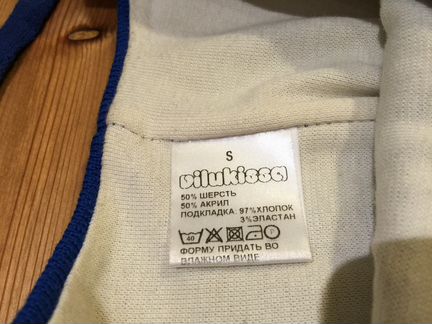 S
pilukissa
50% ШЕРСТЬ
50% АКРИЛ
ПОДКЛАДКА: 97%ХЛОПОК
3%ЭЛАСТАН
40
ФОРМУ ПРИДАТЬ ВО
ВЛАЖНОМ ВИДЕ